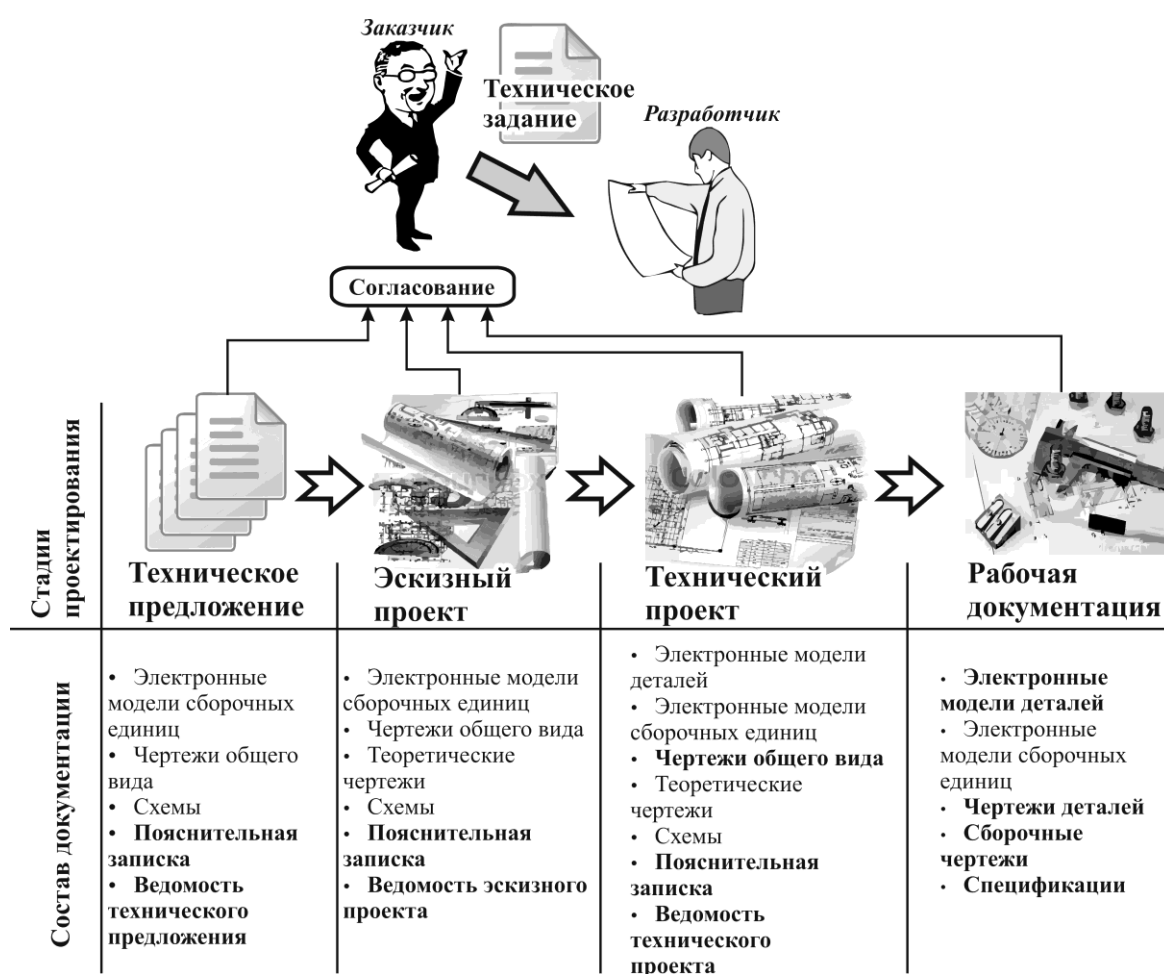 Заказчик
Техническое
задание
Разработчик
Согласование
Стадии
проектирования
Техническое
предложение
Эскизный
проект
Технический
проект
Рабочая
документация
Состав документации
• Электронные
модели сборочных
единиц
• Чертежи общего
вида
• Схемы
• Пояснительная
записка
• Ведомость
технического
предложения
• Электронные модели
сборочных единиц
• Чертежи общего вида
• Теоретические
чертежи
• Схемы
• Пояснительная
записка
• Ведомость эскизного
проекта
• Электронные модели
деталей
• Электронные модели
сборочных единиц
• Чертежи общего вида
• Теоретические
чертежи
• Схемы
• Пояснительная
записка
• Ведомость
технического
проекта
• Электронные
модели деталей
• Электронные
модели сборочных
единиц
• Чертежи деталей
• Сборочные
чертежи
• Спецификации